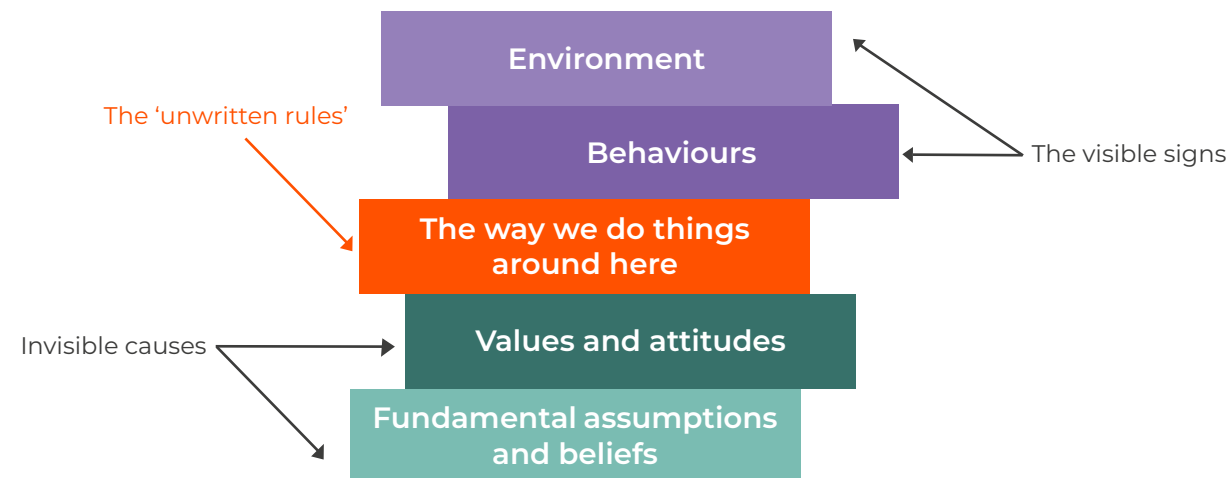 Environment
The ‘unwritten rules’
Behaviours
The visible signs
The way we do things
around here
Invisible causes
Values and attitudes
Fundamental assumptions
and beliefs